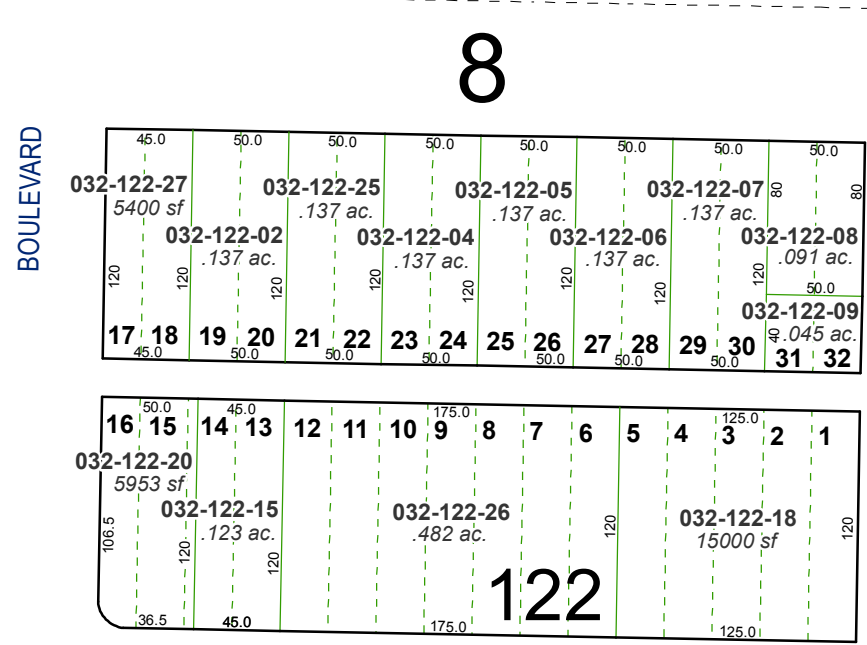 8
BOULEVARD
45.0 50.0 50.0 50.0 50.0 50.0 50.0 50.0
032-122-27
5400 sf
032-122-02
.137 ac.
032-122-25
.137 ac.
032-122-04
.137 ac.
032-122-05
.137 ac.
032-122-06
.137 ac.
032-122-07
.137 ac.
80 80
032-122-08
.091 ac.
50.0
032-122-09
.045 ac.
40
120 120 120 120 120 120 120 120
17 18 19 20 21 22 23 24 25 26 27 28 29 30 31 32
45.0 50.0 50.0 50.0 50.0 50.0 50.0
50.0 45.0 175.0 125.0
16 15 14 13 12 11 10 9 8 7 6 5 4 3 2 1
032-122-20
5953 sf
032-122-15
.123 ac.
032-122-26
.482 ac.
032-122-18
15000 sf
106.5 120 120 120 120
122
36.5 45.0 175.0 125.0